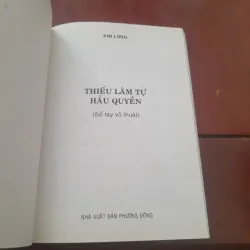 KIM LONG
THIẾU LÂM TỰ
HẦU QUYỀN
(Sổ tay võ thuật)
NHÀ XUẤT BẢN PHƯƠNG ĐÔNG